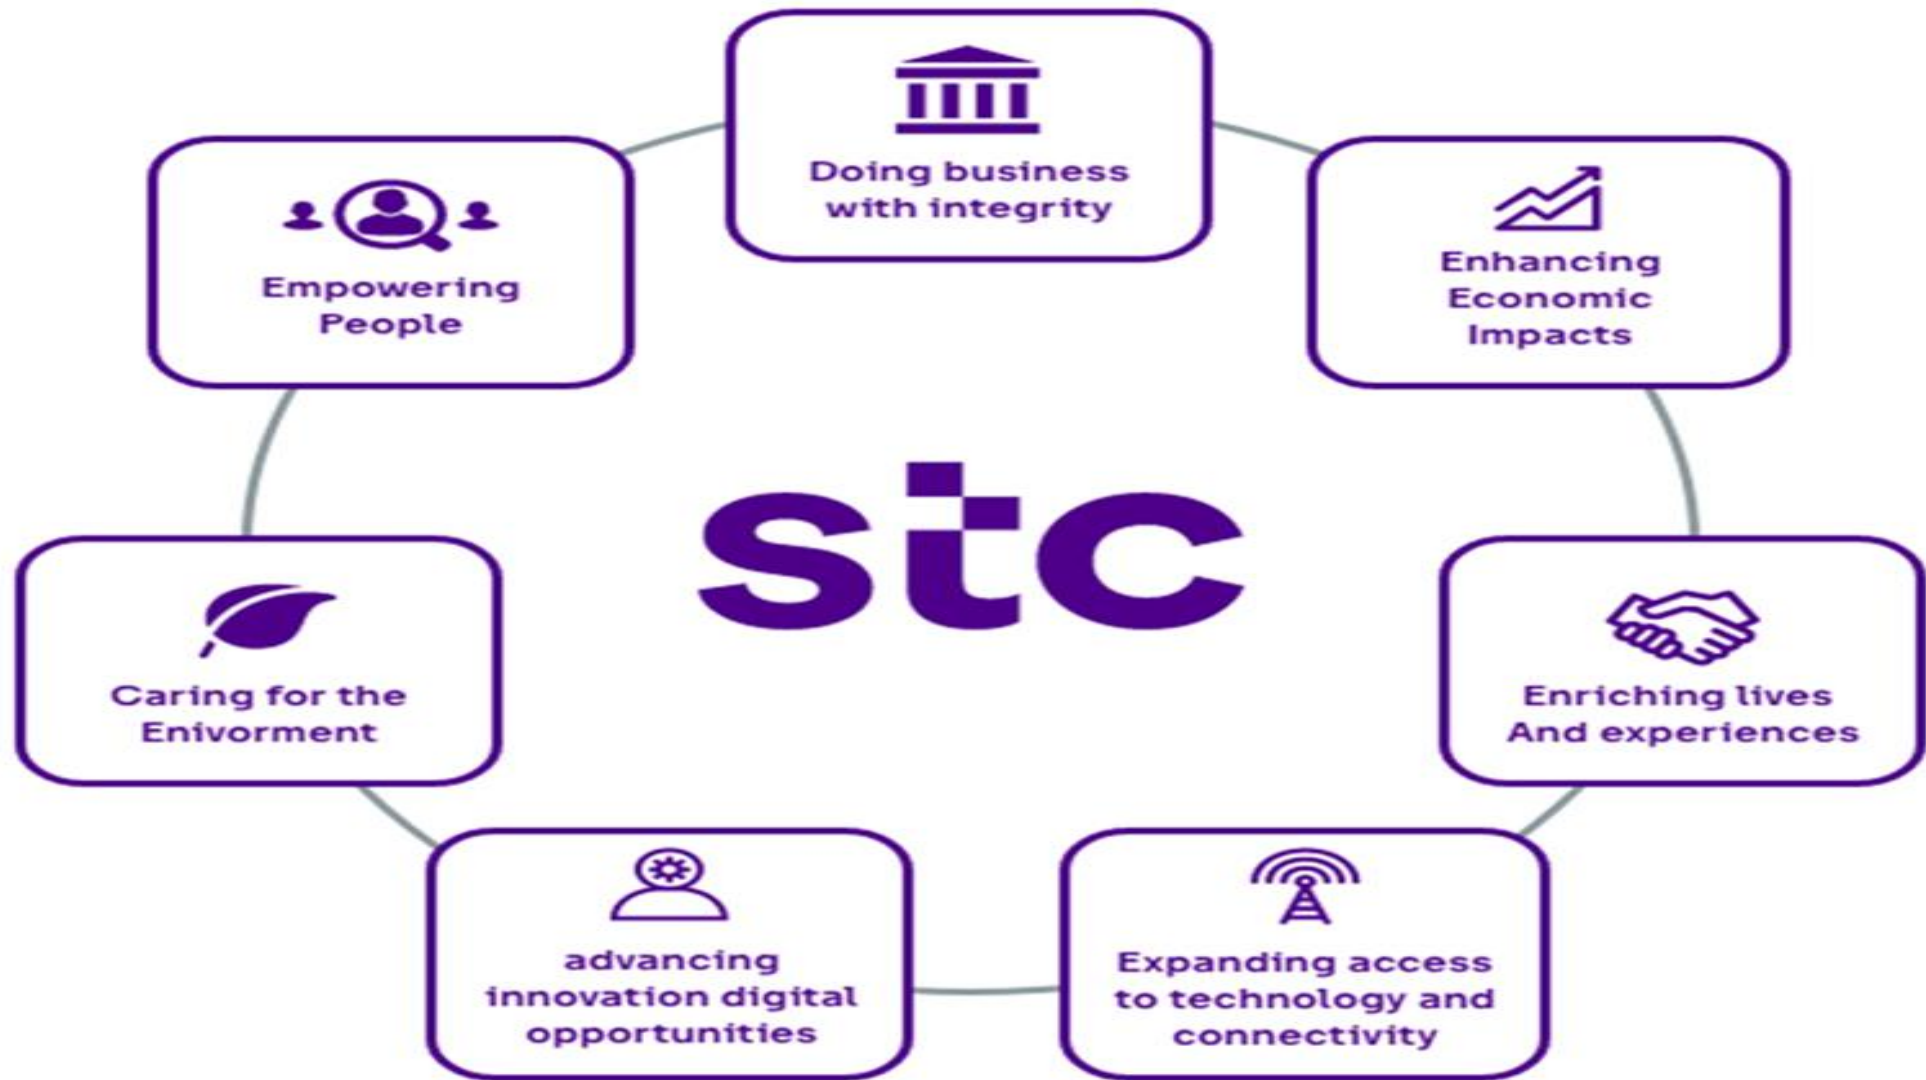 Doing business
with integrity
Empowering
People
Enhancing
Economic
Impacts
stc
Caring for the
Enivorment
Enriching lives
And experiences
advancing
innovation digital
opportunities
Expanding access
to technology and
connectivity